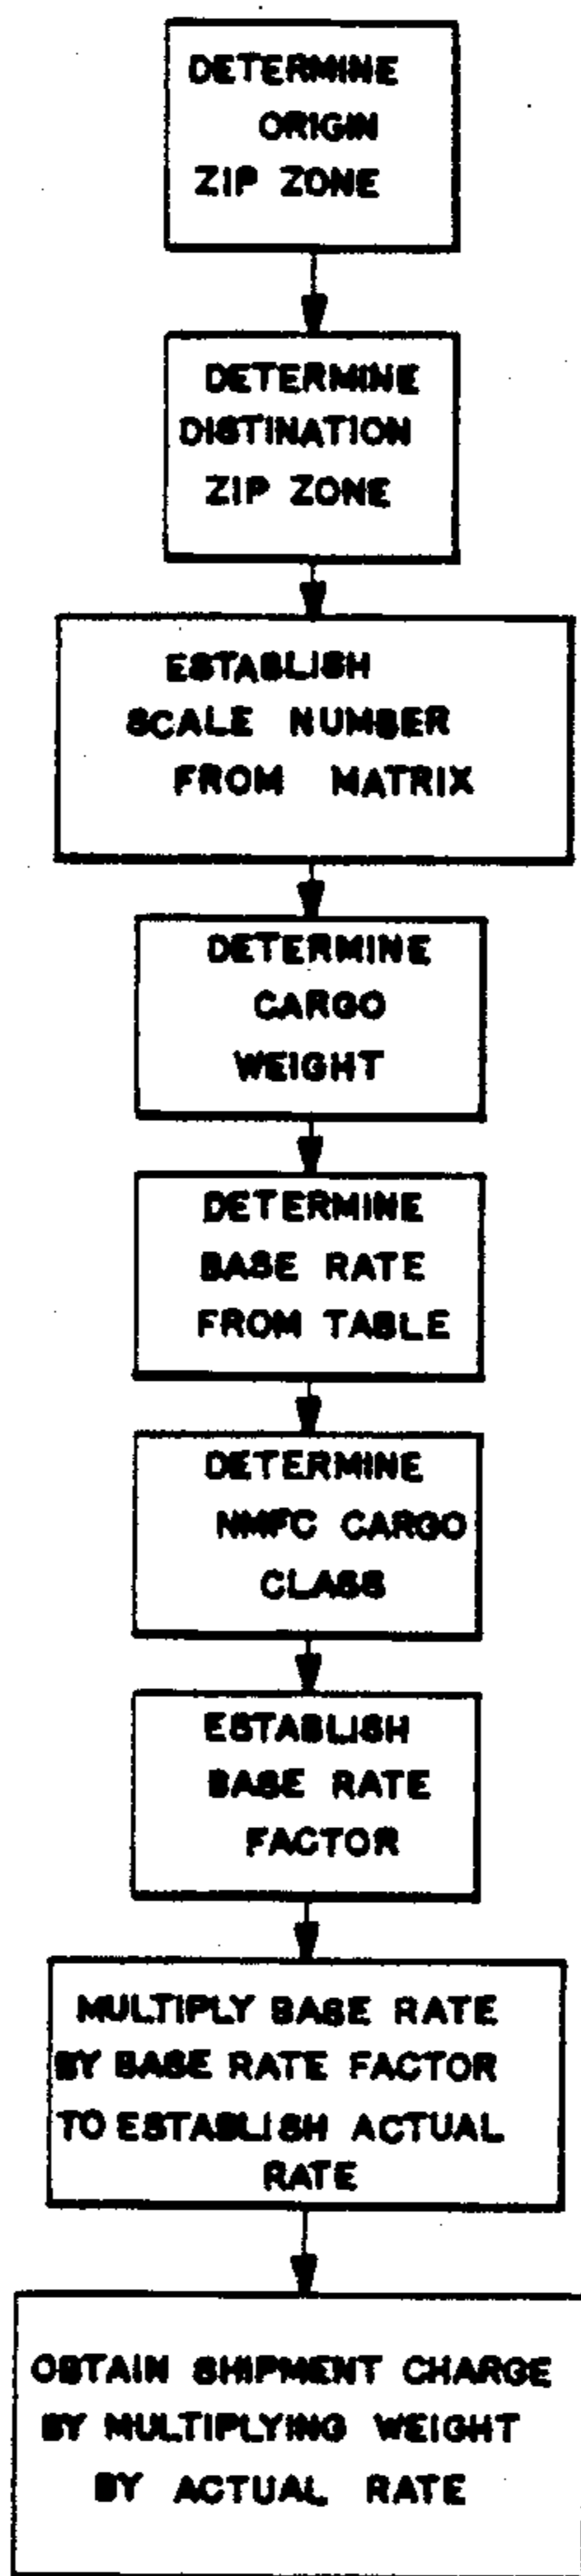 DETERMINE
ORIGIN
ZIP ZONE
DETERMINE
DISTINATION
ZIP ZONE
ESTABLISH
SCALE NUMBER
FROM MATRIX
DETERMINE
CARGO
WEIGHT
DETERMINE
BASE RATE
FROM TABLE
DETERMINE
NMFC CARGO
CLASS
ESTABLISH
BASE RATE
FACTOR
MULTIPLY BASE RATE
BY BASE RATE FACTOR
TO ESTABLISH ACTUAL
RATE
OBTAIN SHIPMENT CHARGE
BY MULTIPLYING WEIGHT
BY ACTUAL RATE